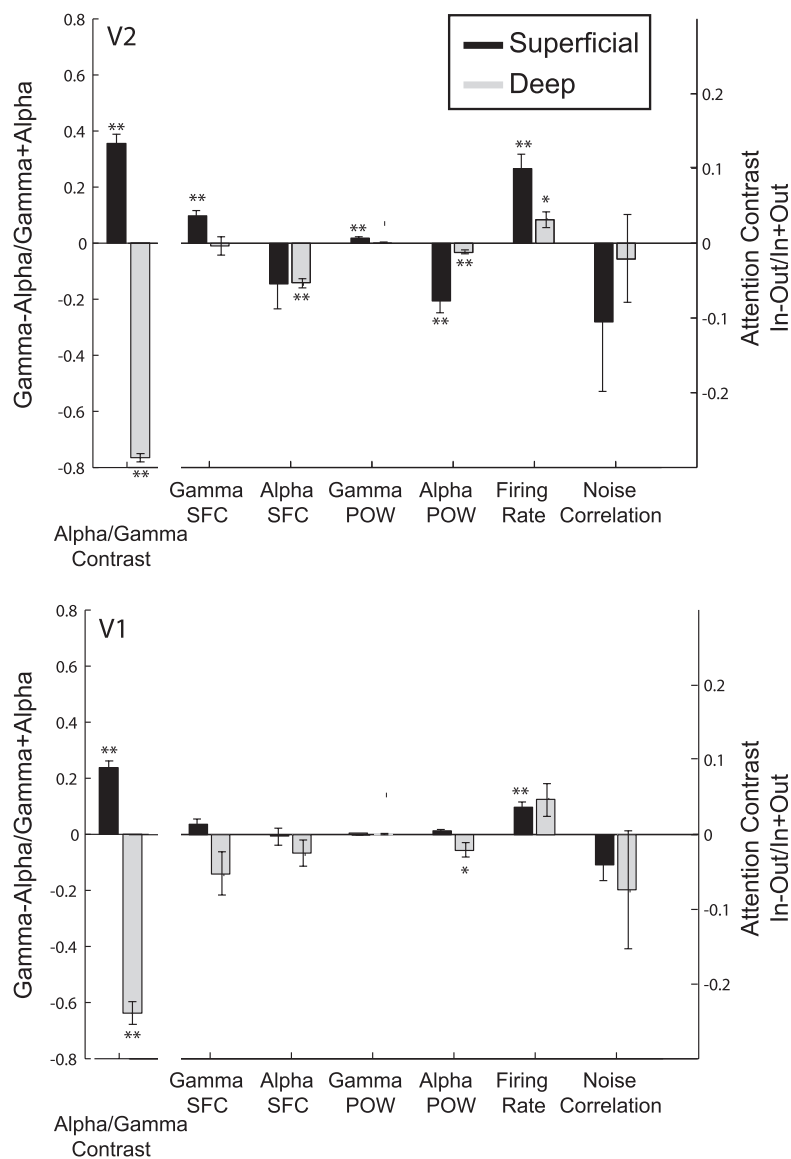 V2
Superficial
Deep
Gamma-Alpha/Gamma+Alpha
0.8
0.6
0.4
0.2
0
-0.2
-0.4
-0.6
-0.8
**
**
**
**
**
**
**
**
*
0.2
0.1
0
-0.1
-0.2
Attention Contrast
In-Out/In+Out
Gamma
SFC
Alpha
SFC
Gamma
POW
Alpha
POW
Firing
Rate
Noise
Correlation
Alpha/Gamma
Contrast
V1
Gamma-Alpha/Gamma+Alpha
0.8
0.6
0.4
0.2
0
-0.2
-0.4
-0.6
-0.8
**
**
*
**
0.2
0.1
0
-0.1
-0.2
Attention Contrast
In-Out/In+Out
Gamma
SFC
Alpha
SFC
Gamma
POW
Alpha
POW
Firing
Rate
Noise
Correlation
Alpha/Gamma
Contrast